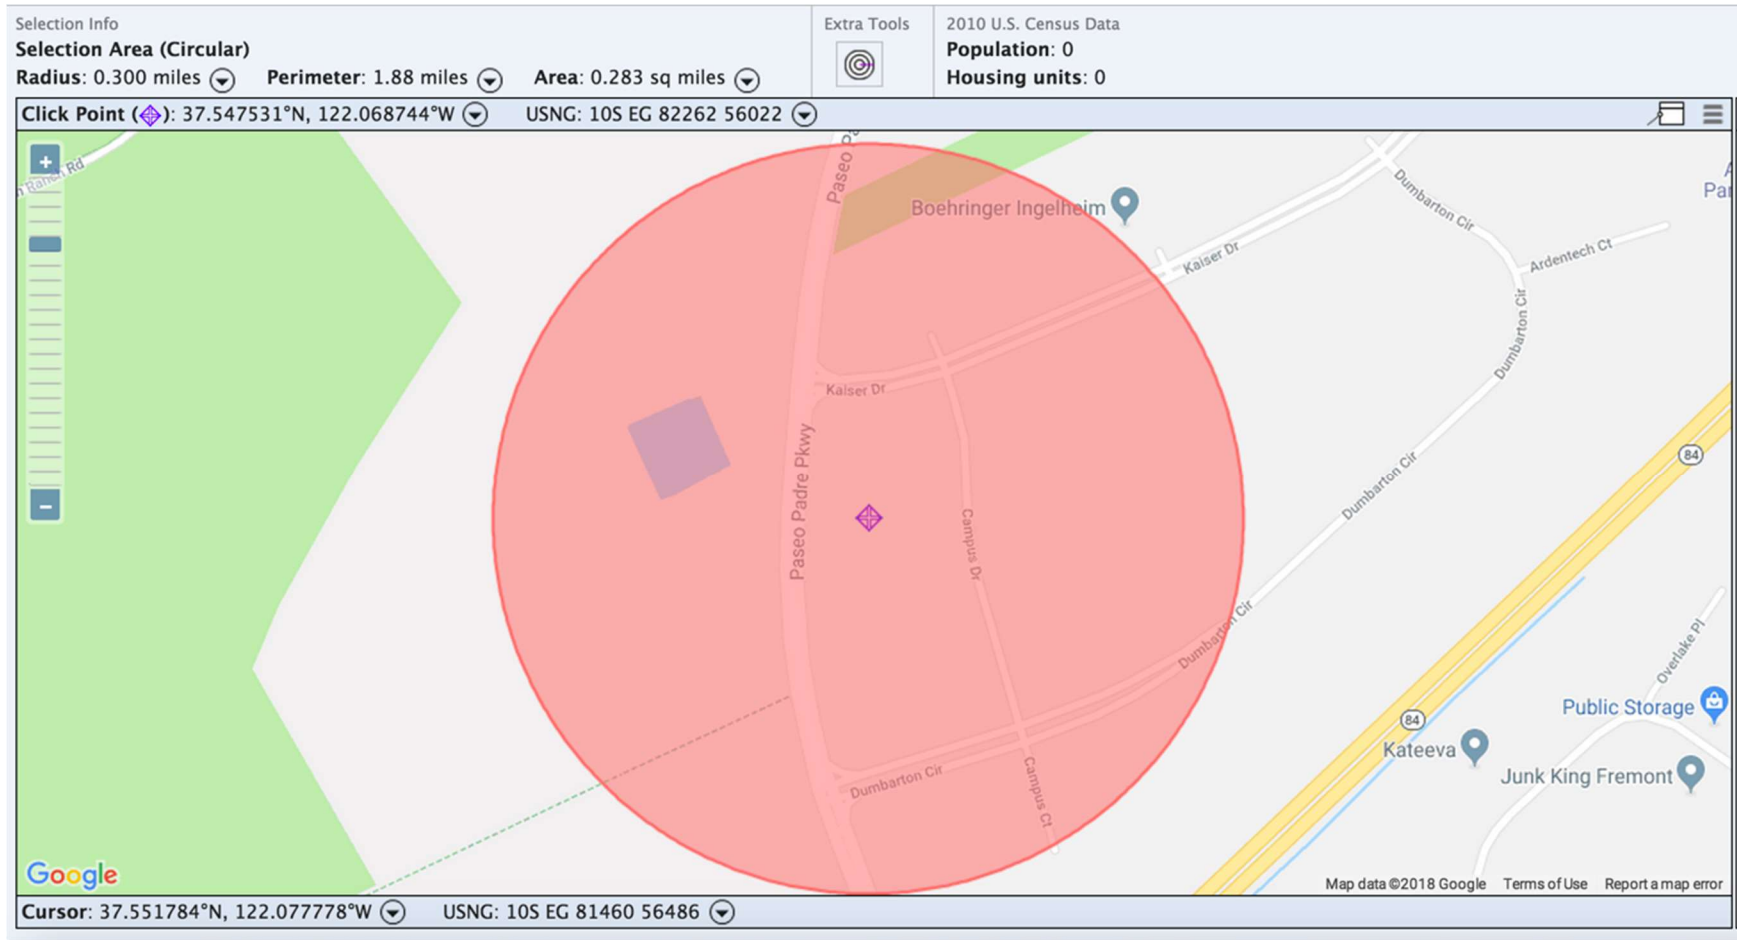 Selection Info
Selection Area (Circular)
Radius: 0.300 miles Perimeter: 1.88 miles Area: 0.283 sq miles
Extra Tools
2010 U.S. Census Data
Population: 0
Housing units: 0
Click Point ( ): 37.547531°N, 122.068744°W USNG: 10S EG 82262 56022
+
Ranch Rd
Paseo Pa
Boehringer Ingelheim
Dumbarton Cir
Pa
Kaiser Dr
Ardentech Ct
Dumbarton Cir
Kaiser Dr
Paseo Padre Pkwy
84
Dumbarton Cir
−
Campus Dr
Dumbarton Cir
Overlake Pl
Public Storage
84
Kateeva
Dumbarton Cir
Campus Ct
Junk King Fremont
Google
Map data ©2018 Google Terms of Use Report a map error
Cursor: 37.551784°N, 122.077778°W USNG: 10S EG 81460 56486